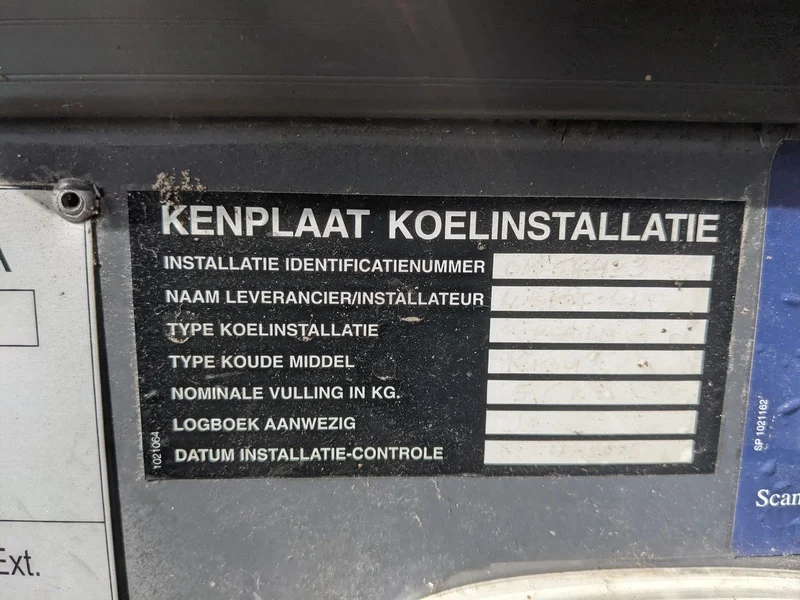 KENPLAAT KOELINSTALLATIE
INSTALLATIE IDENTIFICATIENUMMER
NAAM LEVERANCIER/INSTALLATEUR
TYPE KOELINSTALLATIE
TYPE KOUDE MIDDEL
NOMINALE VULLING IN KG.
LOGBOEK AANWEZIG
DATUM INSTALLATIE-CONTROLE
1021064
A
Ext.
SP 1021162
Scan